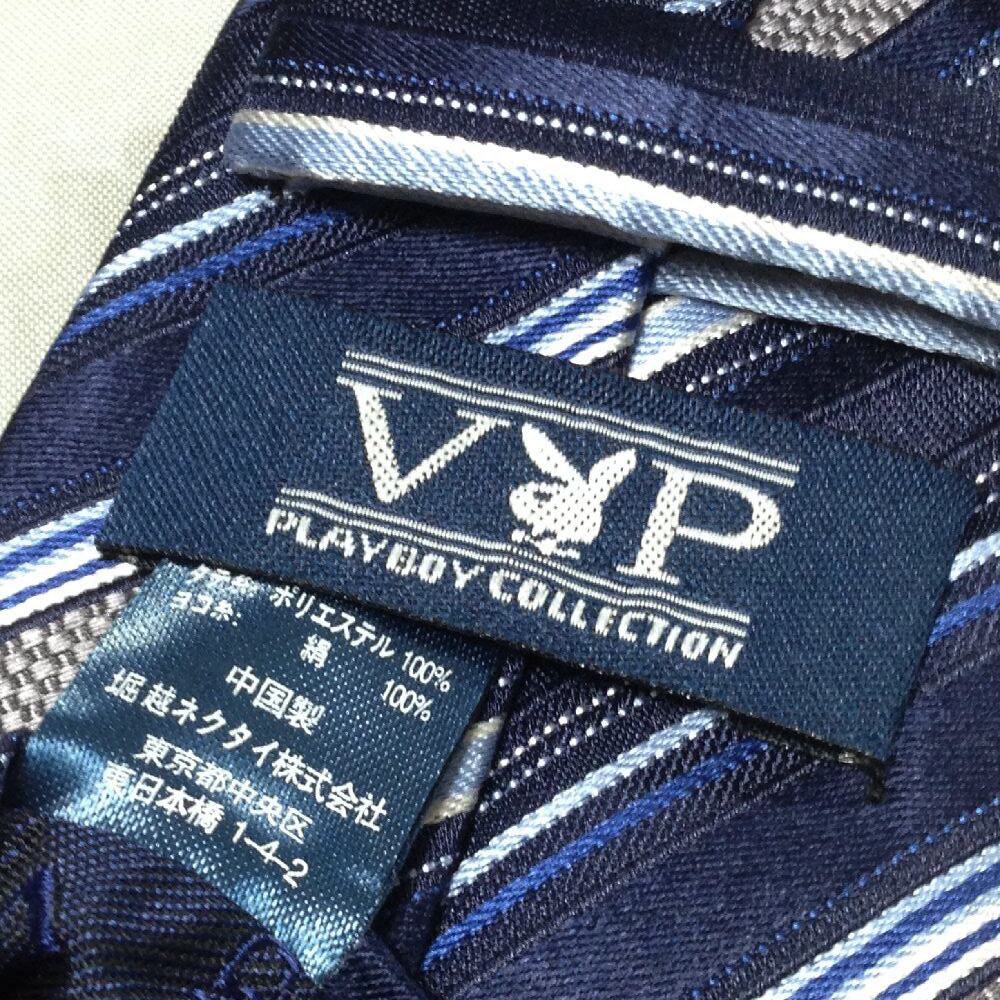 V P
PLAYBOY COLLECTION
ポリエステル 100%
ヨコ糸: 絹 100%
中国製
堀越ネクタイ株式会社
東京都中央区
東日本橋 1-4-2